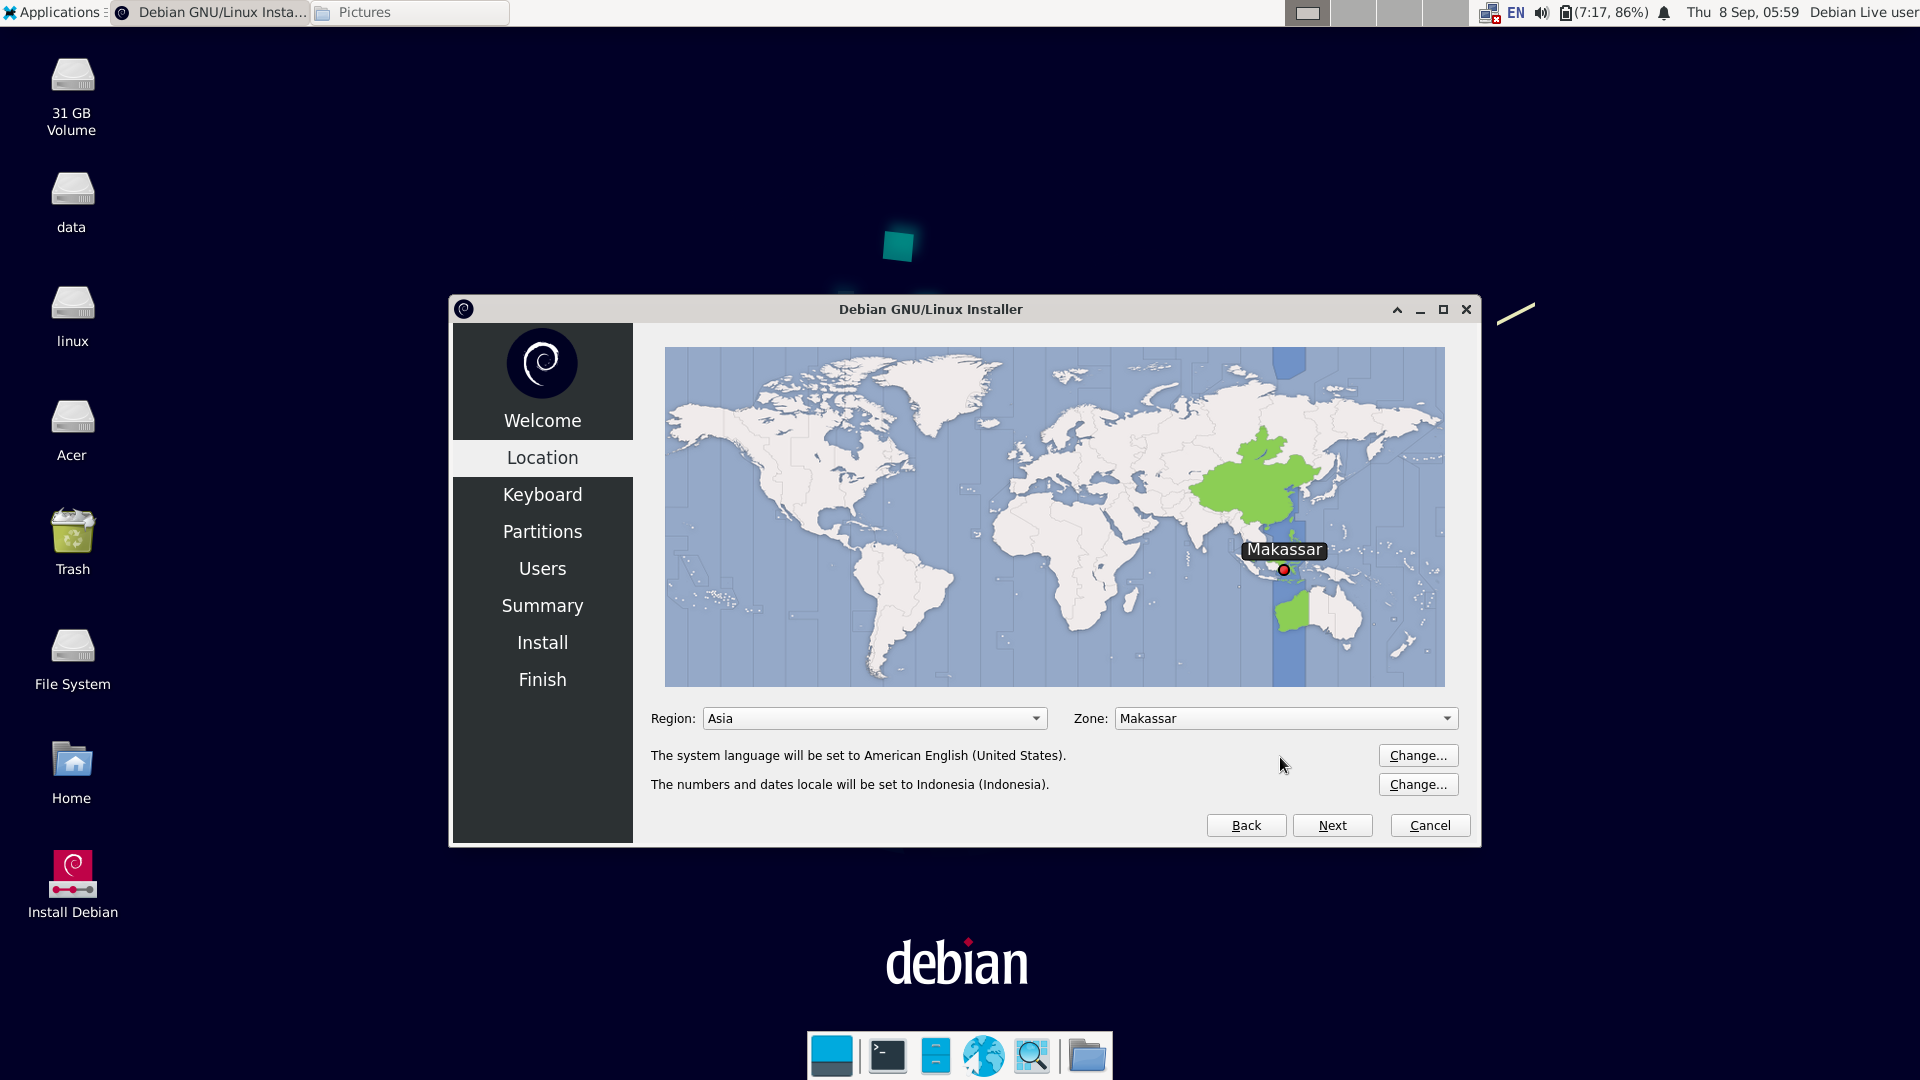 Applications
Debian GNU/Linux Insta...
Pictures
EN
(7:17, 86%)
Thu  8 Sep, 05:59
Debian Live user
31 GB
Volume
data
linux
Acer
Trash
File System
Home
Install Debian
Debian GNU/Linux Installer
Welcome
Location
Keyboard
Partitions
Users
Summary
Install
Finish
Makassar
Region:
Asia
Zone:
Makassar
The system language will be set to American English (United States).
Change...
The numbers and dates locale will be set to Indonesia (Indonesia).
Change...
Back
Next
Cancel
debian
>_